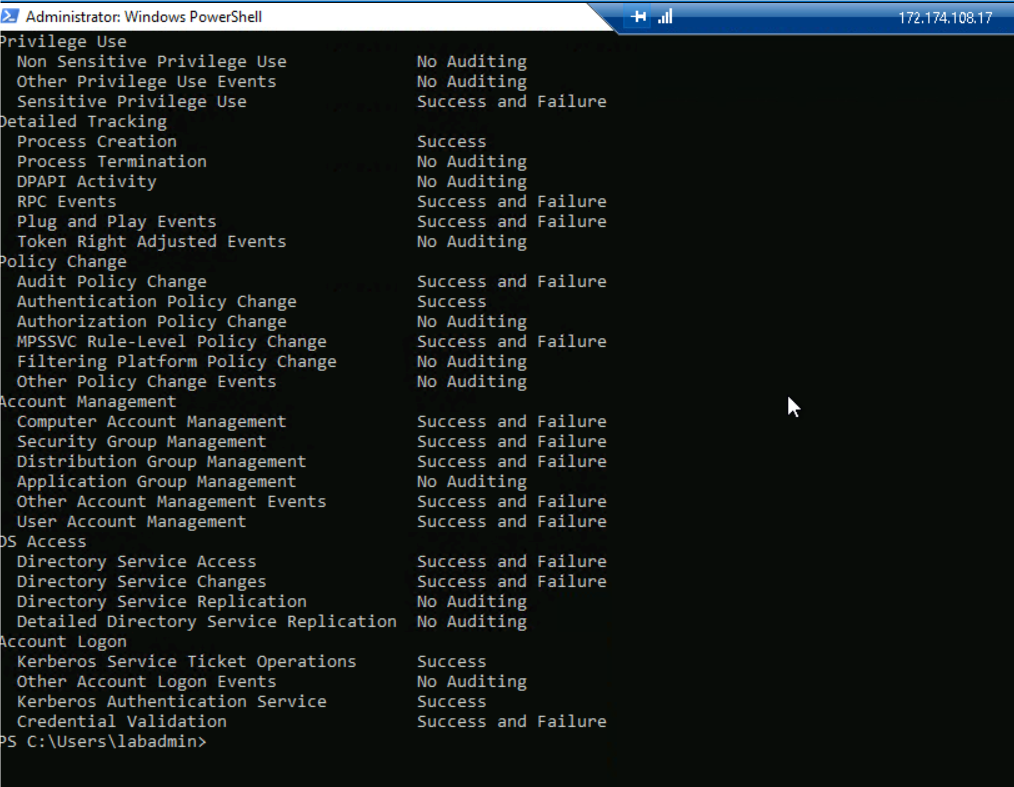 Administrator: Windows PowerShell
172.174.108.17
Privilege Use
  Non Sensitive Privilege Use             No Auditing
  Other Privilege Use Events              No Auditing
  Sensitive Privilege Use                 Success and Failure
Detailed Tracking
  Process Creation                        Success
  Process Termination                     No Auditing
  DPAPI Activity                          No Auditing
  RPC Events                              Success and Failure
  Plug and Play Events                    Success and Failure
  Token Right Adjusted Events             No Auditing
Policy Change
  Audit Policy Change                     Success and Failure
  Authentication Policy Change            Success
  Authorization Policy Change             No Auditing
  MPSSVC Rule-Level Policy Change         Success and Failure
  Filtering Platform Policy Change        No Auditing
  Other Policy Change Events              No Auditing
Account Management
  Computer Account Management             Success and Failure
  Security Group Management               Success and Failure
  Distribution Group Management           Success and Failure
  Application Group Management            No Auditing
  Other Account Management Events         Success and Failure
  User Account Management                 Success and Failure
DS Access
  Directory Service Access                Success and Failure
  Directory Service Changes               Success and Failure
  Directory Service Replication           No Auditing
  Detailed Directory Service Replication  No Auditing
Account Logon
  Kerberos Service Ticket Operations      Success
  Other Account Logon Events              No Auditing
  Kerberos Authentication Service         Success
  Credential Validation                   Success and Failure
PS C:\Users\labadmin>